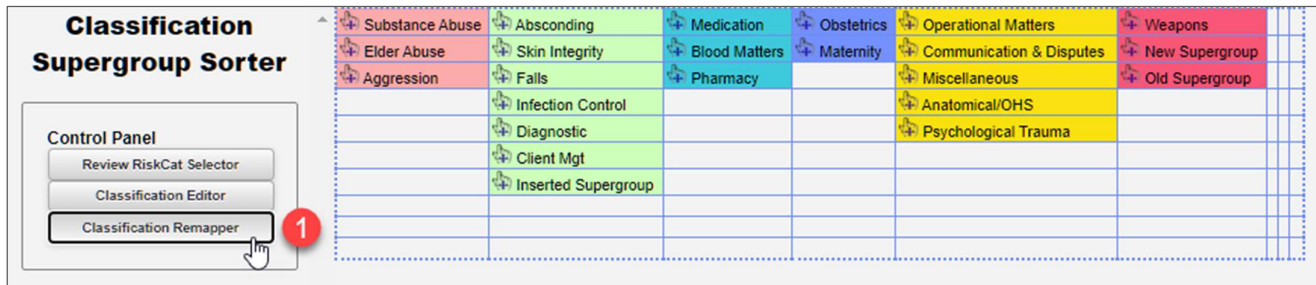 Classification
Supergroup Sorter
Control Panel
Review RiskCat Selector
Classification Editor
Classification Remapper
1
Substance Abuse Absconding Medication Obstetrics Operational Matters Weapons
Elder Abuse Skin Integrity Blood Matters Maternity Communication & Disputes New Supergroup
Aggression Falls Pharmacy Miscellaneous Old Supergroup
Infection Control Anatomical/OHS
Diagnostic Psychological Trauma
Client Mgt
Inserted Supergroup